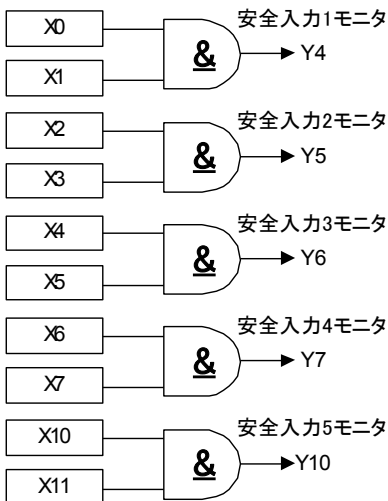 X0
安全入力1モニタ
&
Y4
X1
X2
安全入力2モニタ
&
Y5
X3
X4
安全入力3モニタ
&
Y6
X5
X6
安全入力4モニタ
&
Y7
X7
X10
安全入力5モニタ
&
Y10
X11